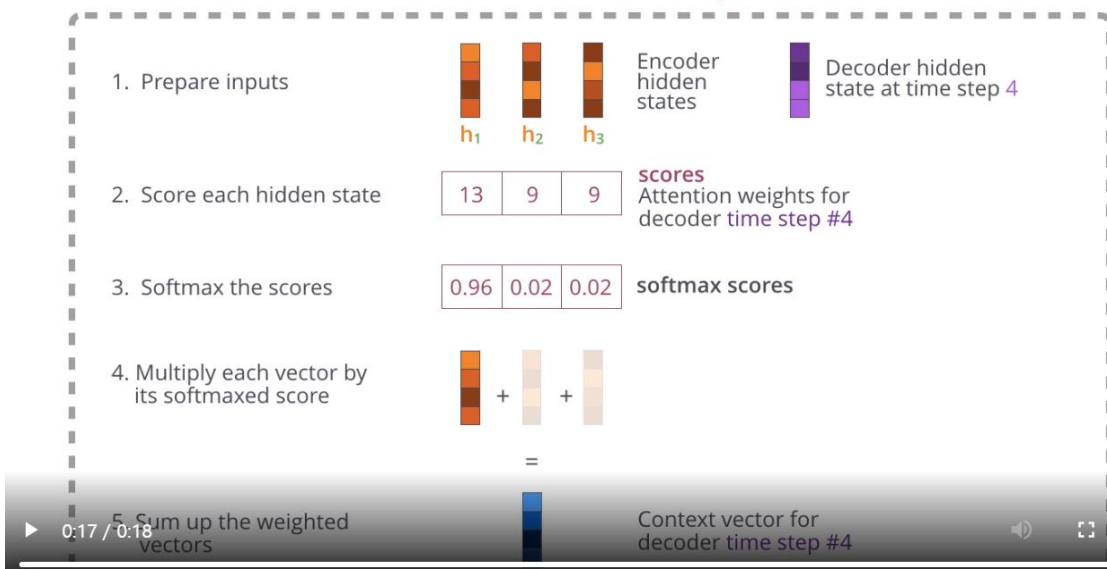 1. Prepare inputs
Encoder
hidden
states
Decoder hidden
state at time step 4
h1 h2 h3
2. Score each hidden state
13 9 9
scores
Attention weights for
decoder time step #4
3. Softmax the scores
0.96 0.02 0.02
softmax scores
4. Multiply each vector by
its softmaxed score
+ +
=
5. Sum up the weighted
vectors
Context vector for
decoder time step #4
0:17 / 0:18